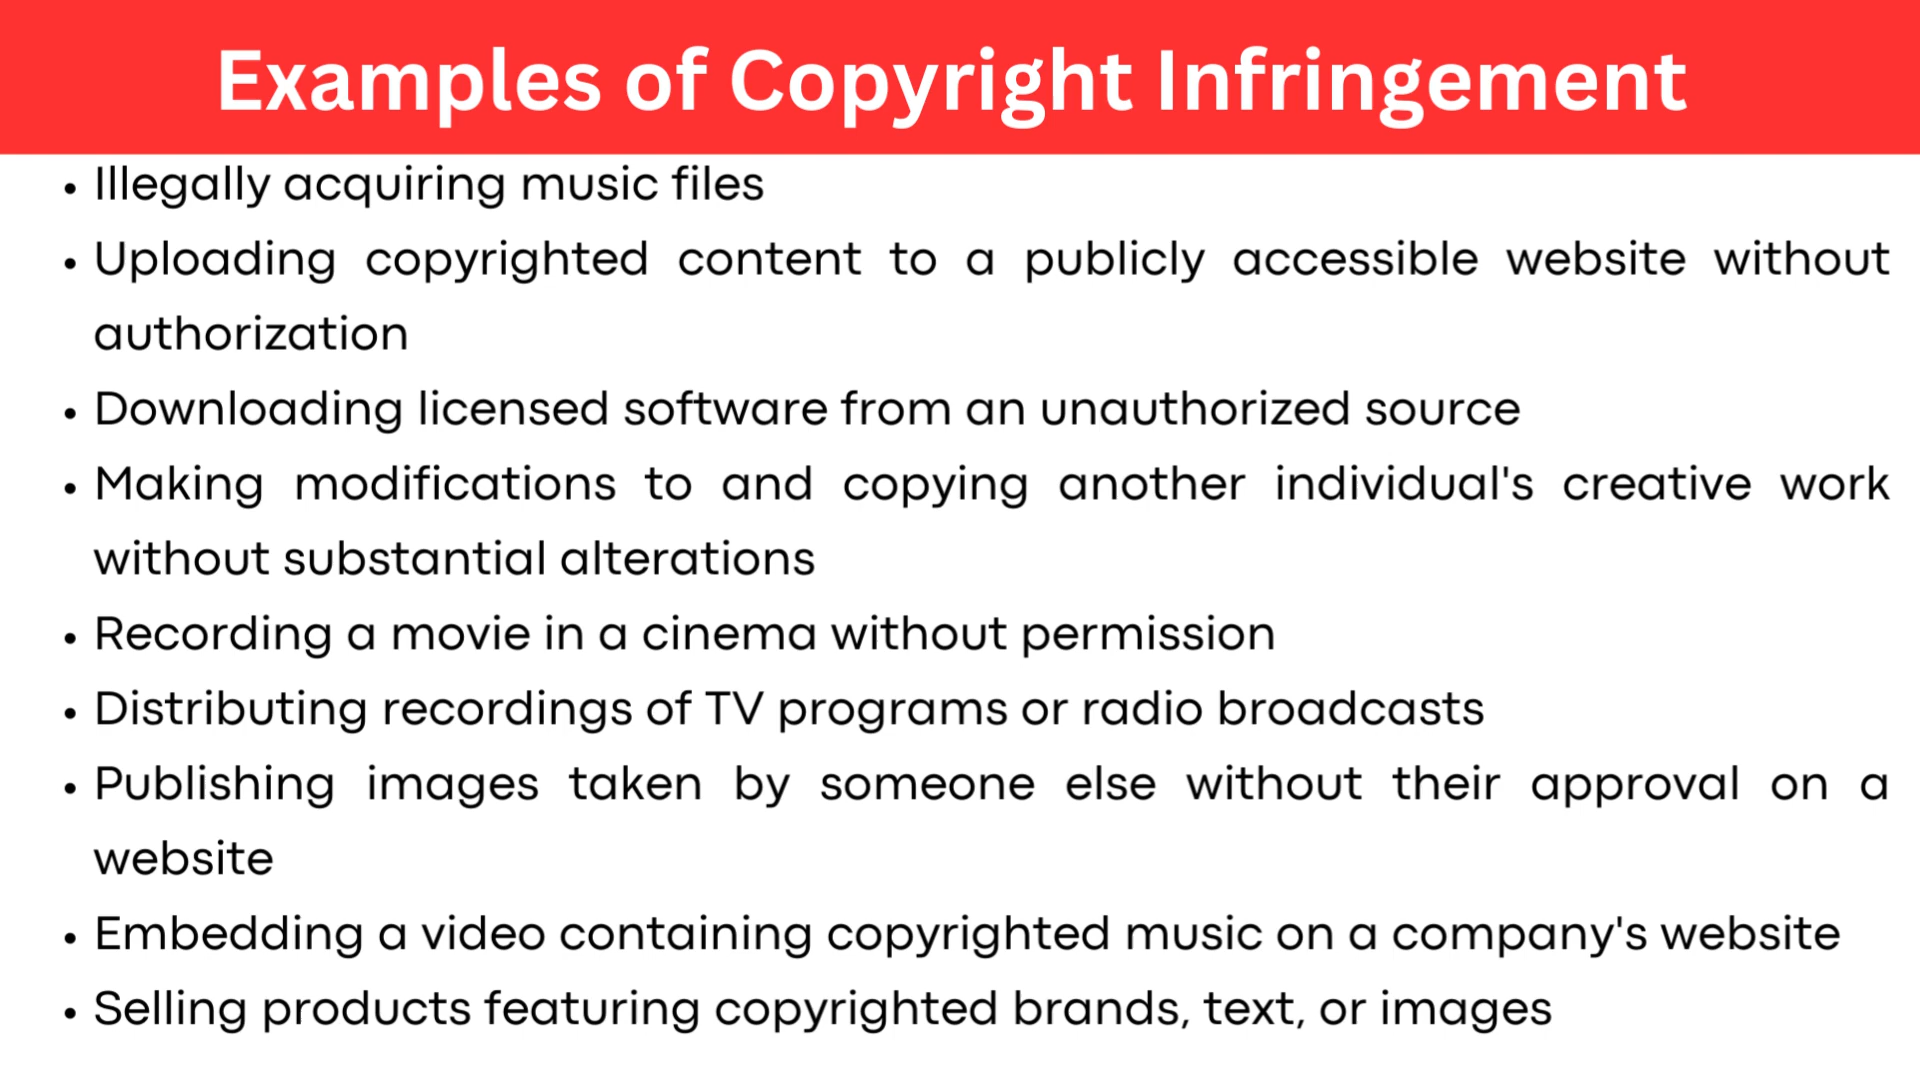 Examples of Copyright Infringement
• Illegally acquiring music files
• Uploading copyrighted content to a publicly accessible website without
authorization
• Downloading licensed software from an unauthorized source
• Making modifications to and copying another individual's creative work
without substantial alterations
• Recording a movie in a cinema without permission
• Distributing recordings of TV programs or radio broadcasts
• Publishing images taken by someone else without their approval on a
website
• Embedding a video containing copyrighted music on a company's website
• Selling products featuring copyrighted brands, text, or images